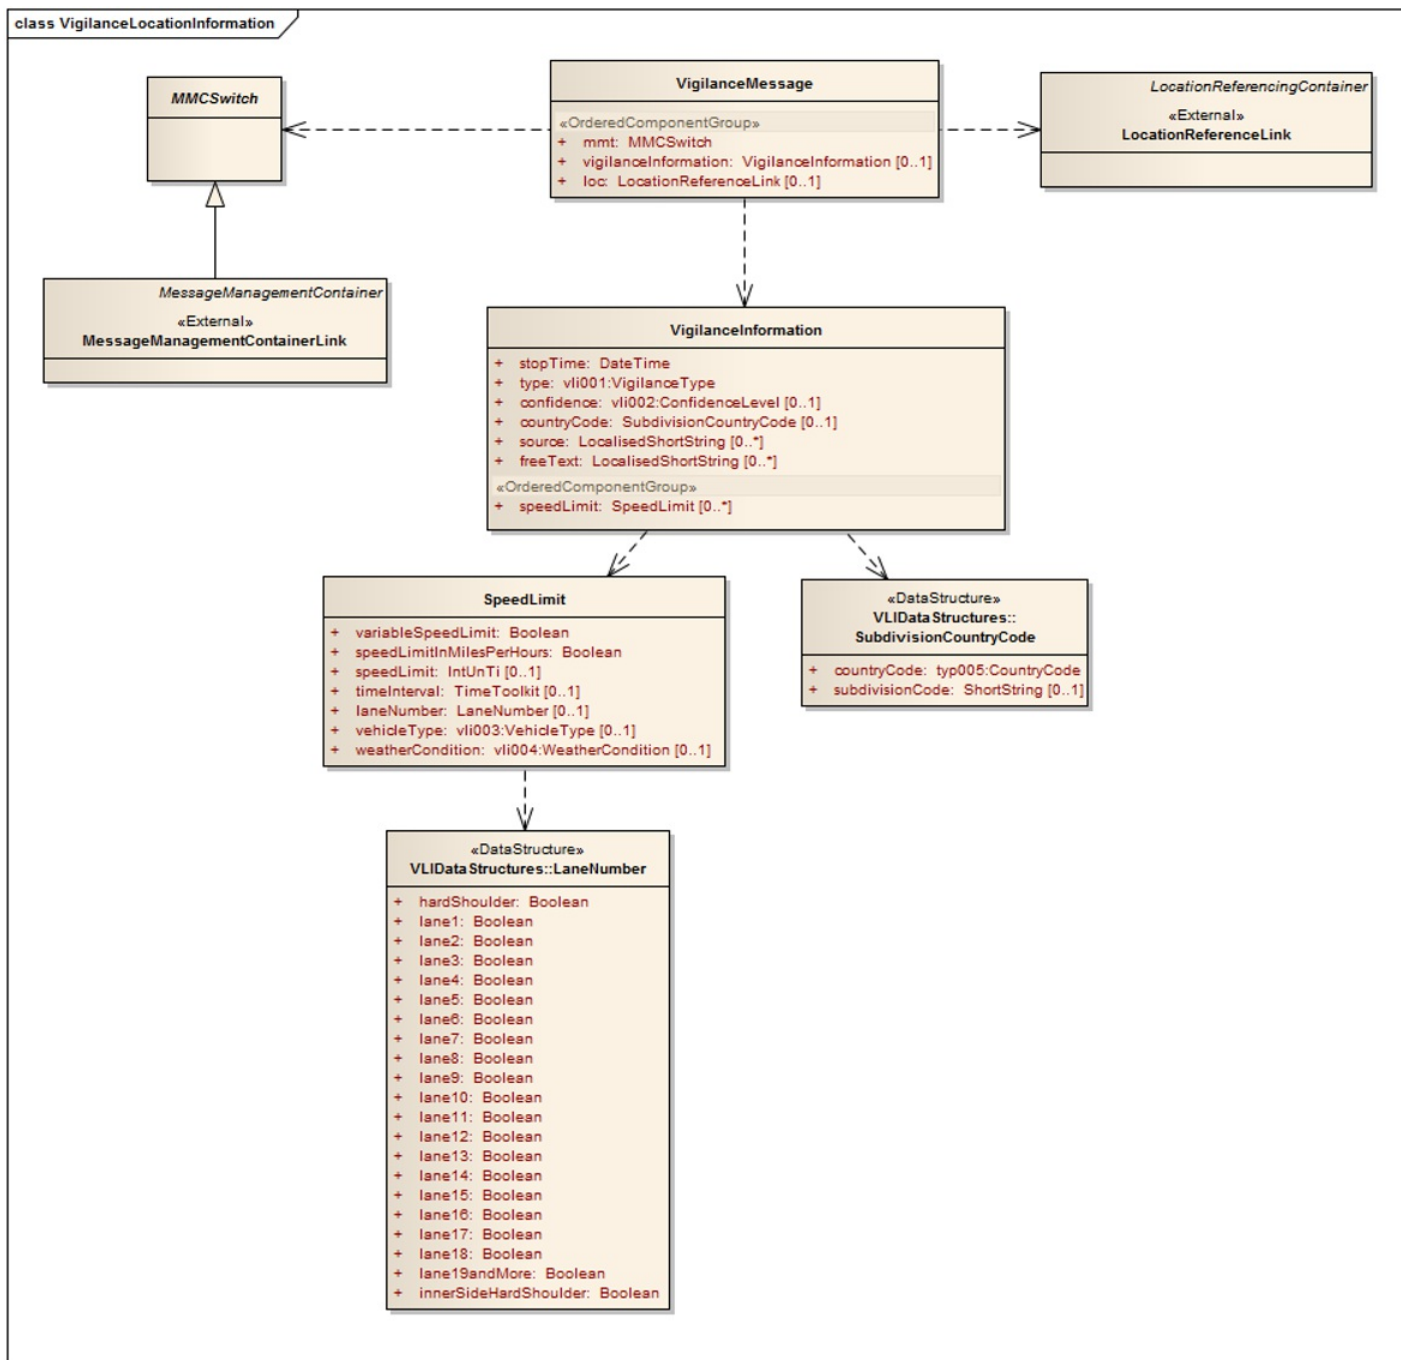 class VigilanceLocationInformation
MMCSwitch
VigilanceMessage
«OrderedComponentGroup»
+ mmt: MMCSwitch
+ vigilanceInformation: VigilanceInformation [0..1]
+ loc: LocationReferenceLink [0..1]
LocationReferencingContainer
«External»
LocationReferenceLink
MessageManagementContainer
«External»
MessageManagementContainerLink
VigilanceInformation
+ stopTime: DateTime
+ type: vli001:VigilanceType
+ confidence: vli002:ConfidenceLevel [0..1]
+ countryCode: SubdivisionCountryCode [0..1]
+ source: LocalisedShortString [0..*]
+ freeText: LocalisedShortString [0..*]
«OrderedComponentGroup»
+ speedLimit: SpeedLimit [0..*]
SpeedLimit
+ variableSpeedLimit: Boolean
+ speedLimitInMilesPerHours: Boolean
+ speedLimit: IntUnTi [0..1]
+ timeInterval: TimeToolkit [0..1]
+ laneNumber: LaneNumber [0..1]
+ vehicleType: vli003:VehicleType [0..1]
+ weatherCondition: vli004:WeatherCondition [0..1]
«DataStructure»
VLIDataStructures::
SubdivisionCountryCode
+ countryCode: typ005:CountryCode
+ subdivisionCode: ShortString [0..1]
«DataStructure»
VLIDataStructures::LaneNumber
+ hardShoulder: Boolean
+ lane1: Boolean
+ lane2: Boolean
+ lane3: Boolean
+ lane4: Boolean
+ lane5: Boolean
+ lane6: Boolean
+ lane7: Boolean
+ lane8: Boolean
+ lane9: Boolean
+ lane10: Boolean
+ lane11: Boolean
+ lane12: Boolean
+ lane13: Boolean
+ lane14: Boolean
+ lane15: Boolean
+ lane16: Boolean
+ lane17: Boolean
+ lane18: Boolean
+ lane19andMore: Boolean
+ innerSideHardShoulder: Boolean